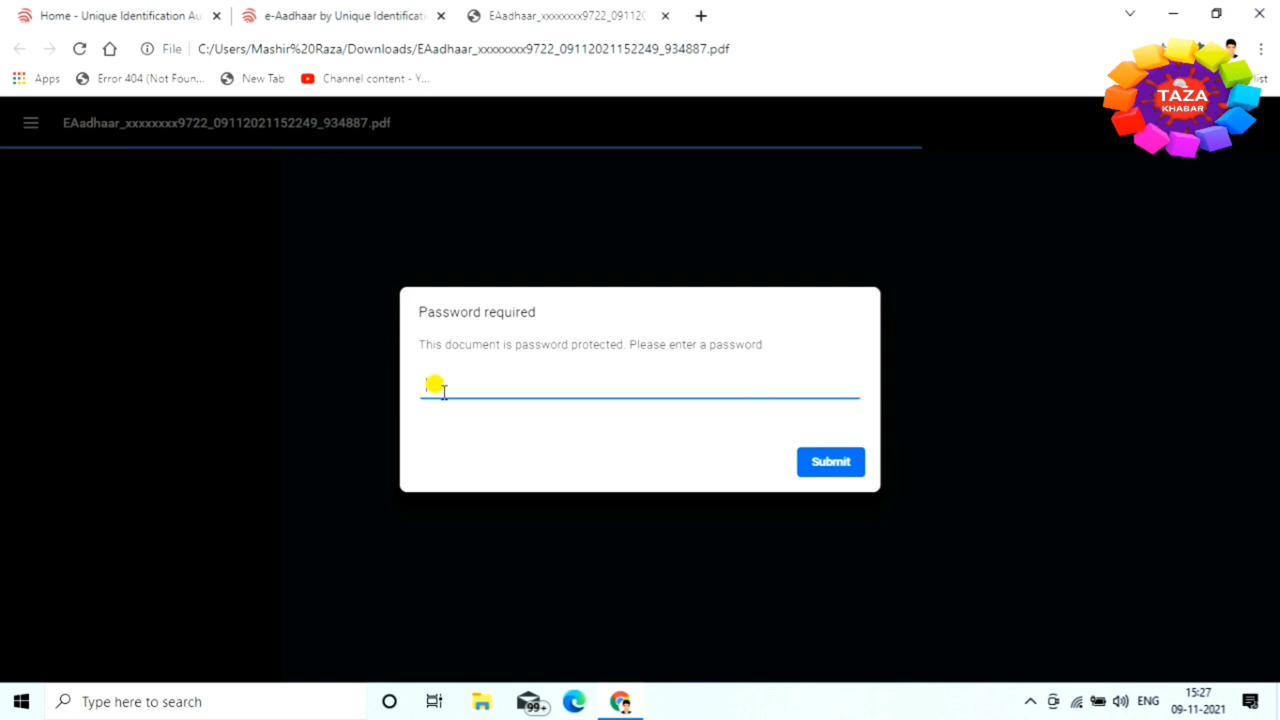 Home - Unique Identification Au
e-Aadhaar by Unique Identificati
EAadhaar_xxxxxxxx9722_09112
File
C:/Users/Mashir%20Raza/Downloads/EAadhaar_xxxxxxxx9722_09112021152249_934887.pdf
Apps
Error 404 (Not Foun...
New Tab
Channel content - Y...
list
TAZA
KHABAR
EAadhaar_xxxxxxxx9722_09112021152249_934887.pdf
Password required
This document is password protected. Please enter a password.
Submit
Type here to search
99+
ENG
15:27
09-11-2021